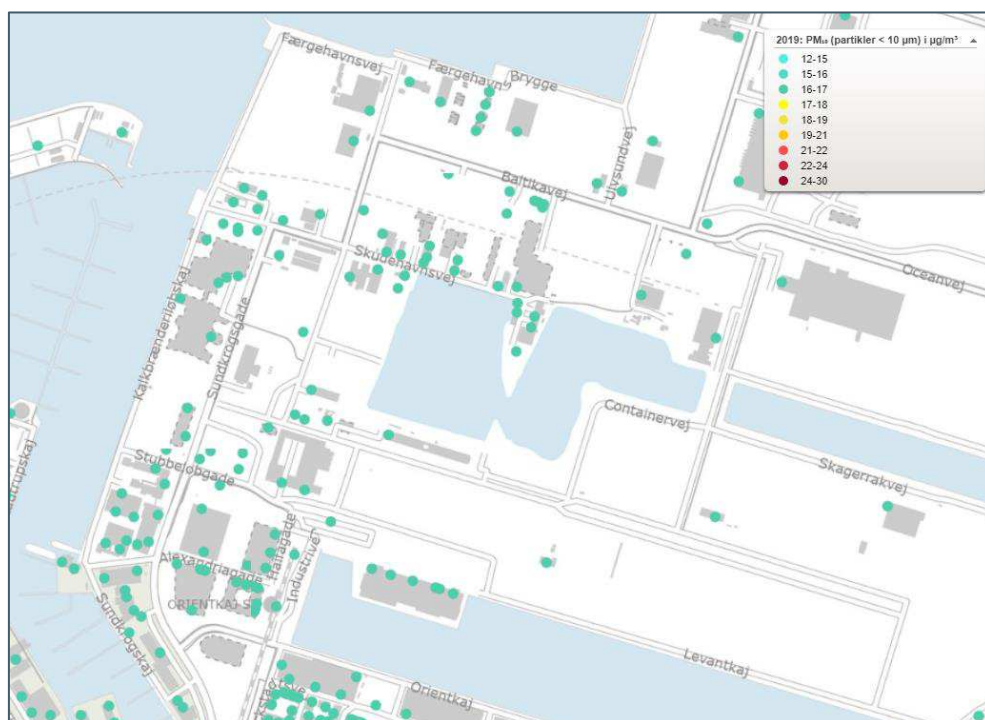 2019: PM₁₀ (partikler < 10 µm) i µg/m³
12-15
15-16
16-17
17-18
18-19
19-21
21-22
22-24
24-30
Færgehavnsvej
Færgehavns
Brygge
Ulvsundvej
Baltikavej
Skudehavnsvej
Oceanvej
Kalkbrænderiløbskaj
Sundkrogsgade
Containervej
Skagerrakvej
Stubbeløbgade
Alexandriagade
Haifagade
Industrivej
ORIENTKAJ
Sundkrogskaj
Levantkaj
Orientkaj